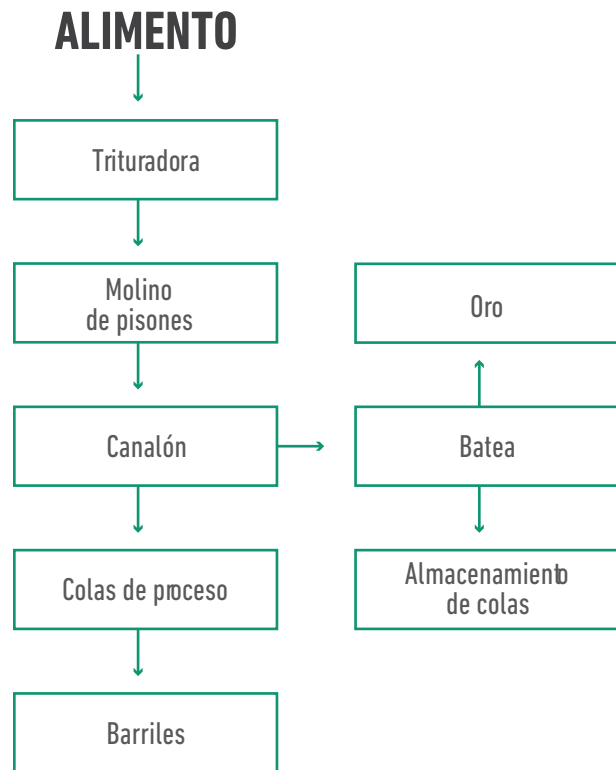 ALIMENTO
Trituradora
Molino
de pisones
Oro
Canalón
Batea
Colas de proceso
Almacenamiento
de colas
Barriles